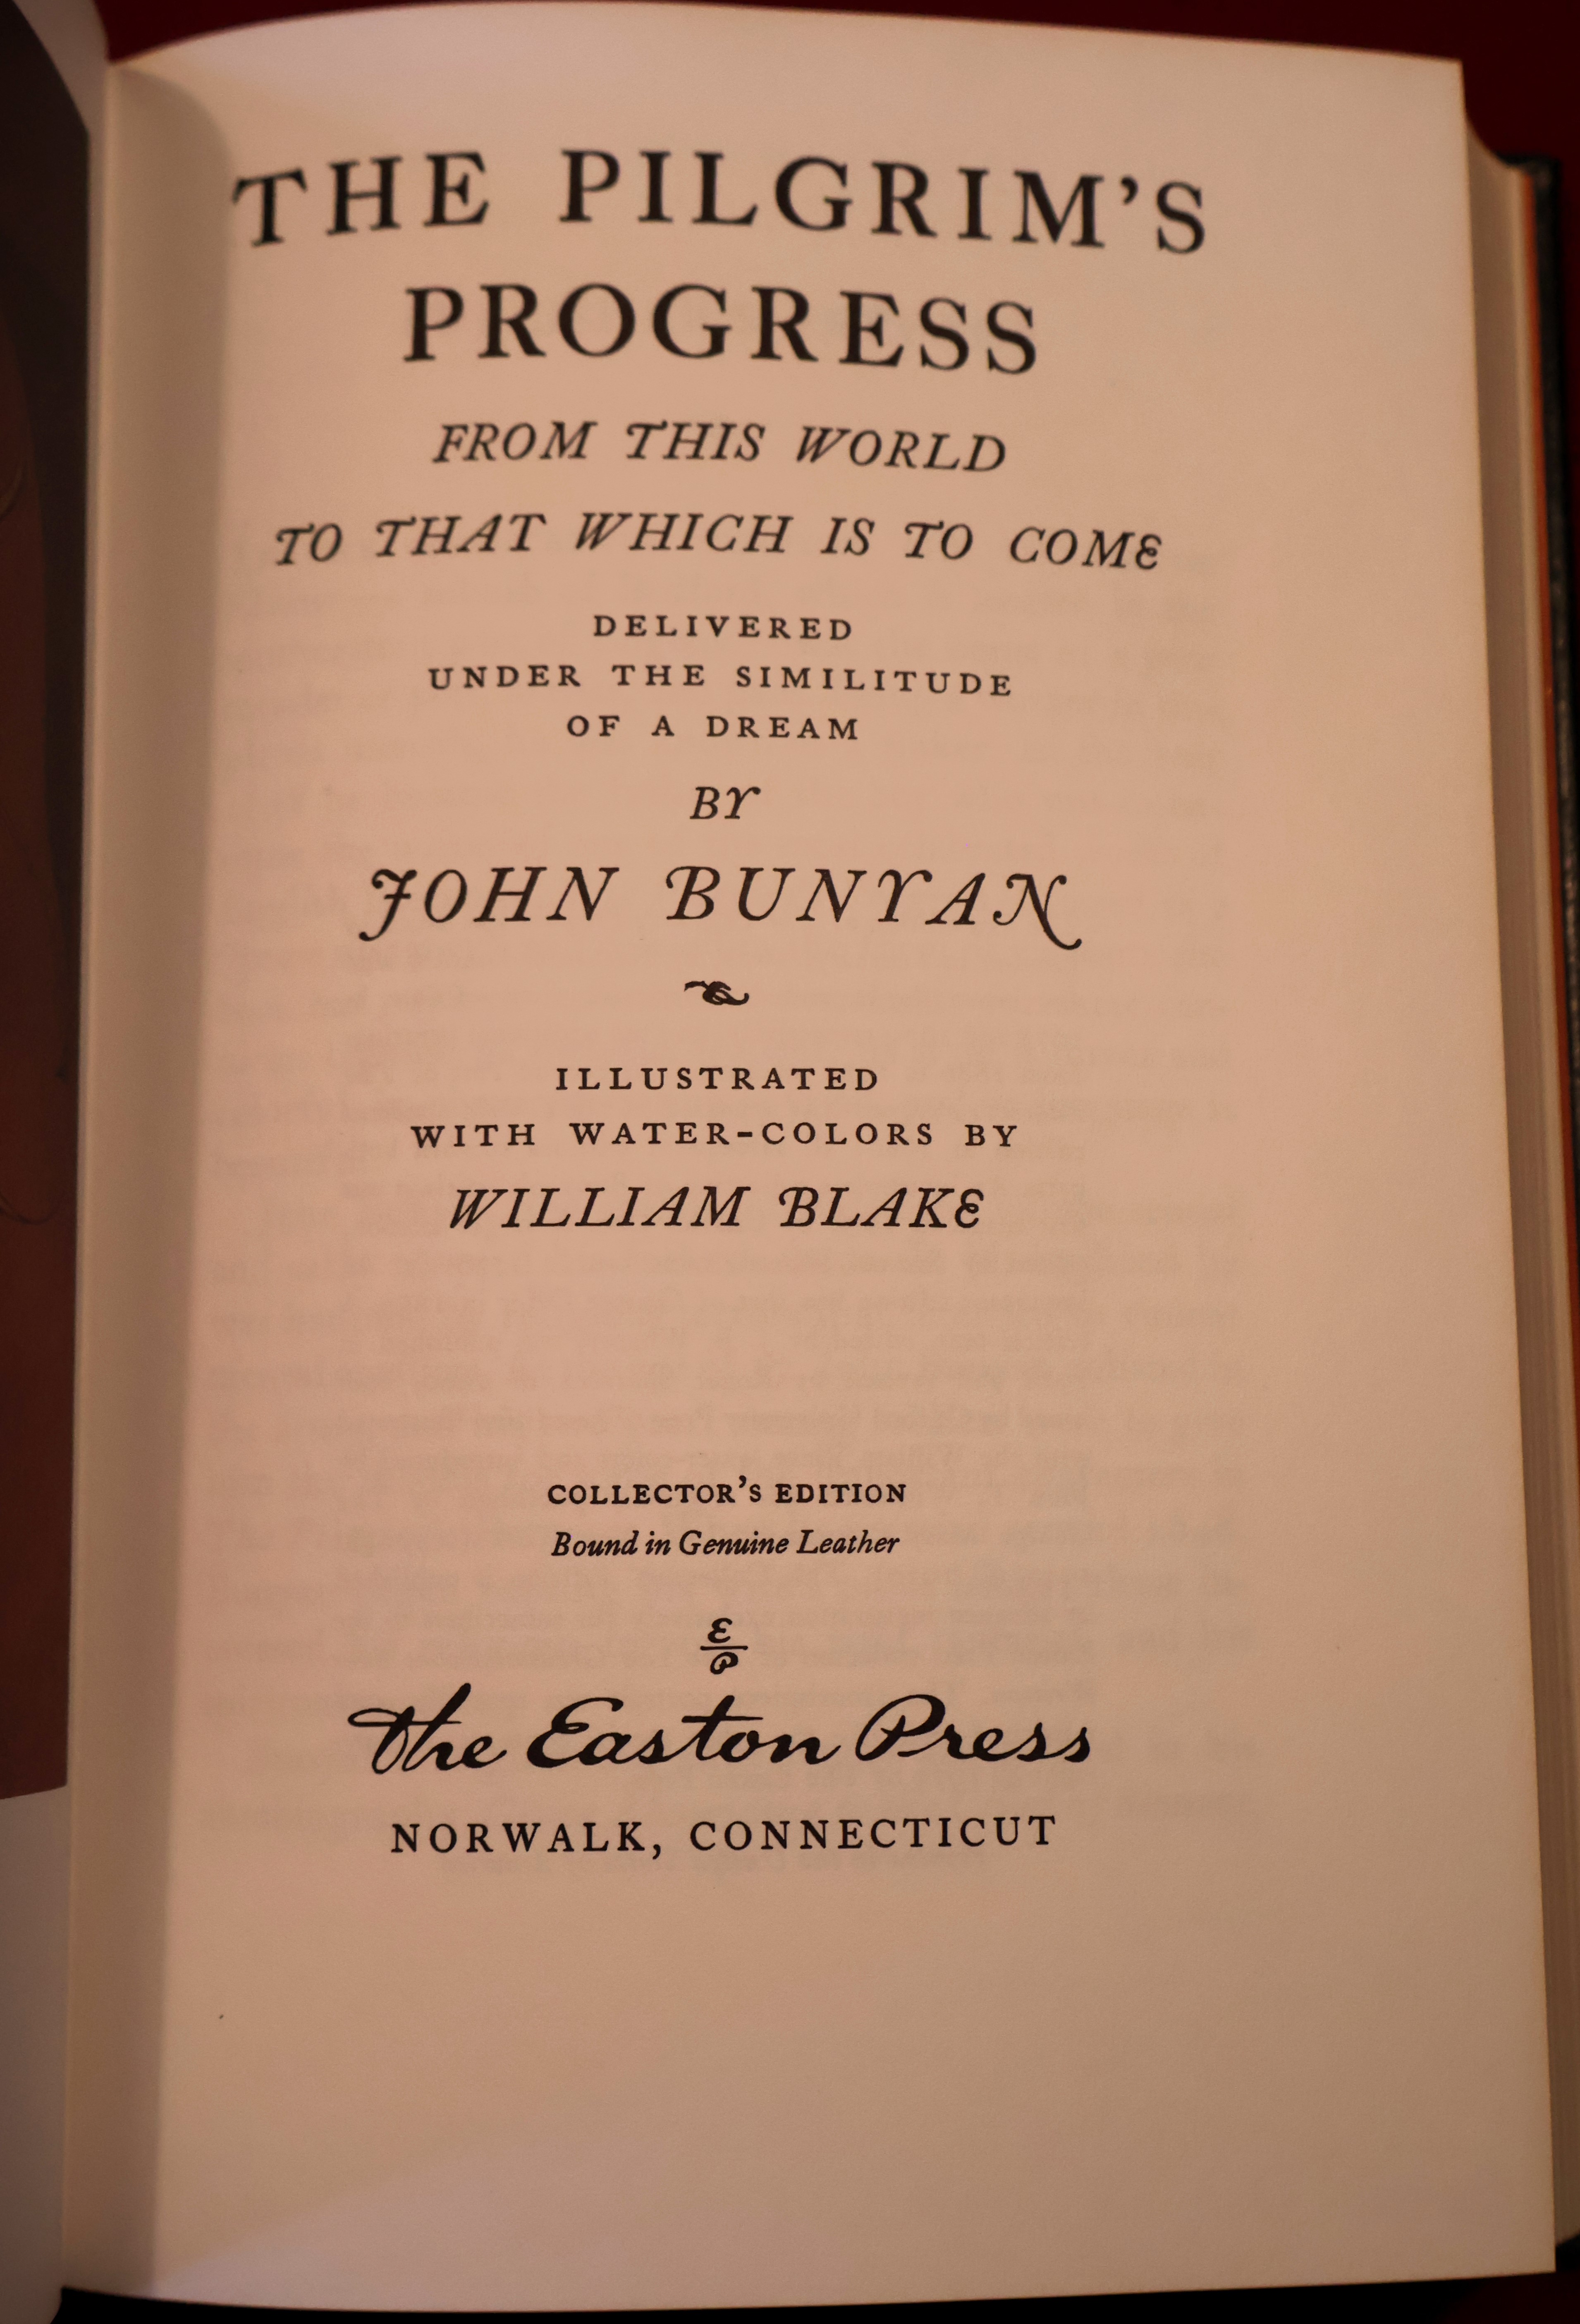 THE PILGRIM'S
PROGRESS
FROM THIS WORLD
TO THAT WHICH IS TO COME
DELIVERED
UNDER THE SIMILITUDE
OF A DREAM
BY
JOHN BUNYAN
ILLUSTRATED
WITH WATER-COLORS BY
WILLIAM BLAKE
COLLECTOR'S EDITION
Bound in Genuine Leather
E
P
The Easton Press
NORWALK, CONNECTICUT